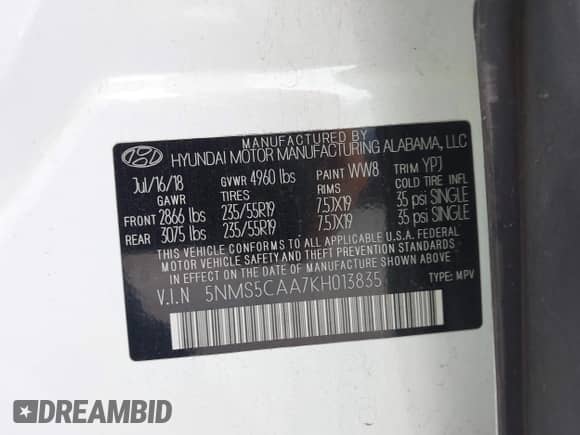 MANUFACTURED BY
HYUNDAI MOTOR MANUFACTURING ALABAMA, LLC
Jul/16/18 GVWR 4960 lbs PAINT WW8 TRIM YPJ
GAWR TIRES RIMS COLD TIRE INFL.
FRONT 2866 lbs 235/55R19 7.5JX19 35 psi SINGLE
REAR 3075 lbs 235/55R19 7.5JX19 35 psi SINGLE
THIS VEHICLE CONFORMS TO ALL APPLICABLE U.S.A. FEDERAL
MOTOR VEHICLE SAFETY AND THEFT PREVENTION STANDARDS
IN EFFECT ON THE DATE OF MANUFACTURE SHOWN ABOVE.
V.I.N 5NMS5CAA7KH013835 TYPE: MPV
DREAMBID